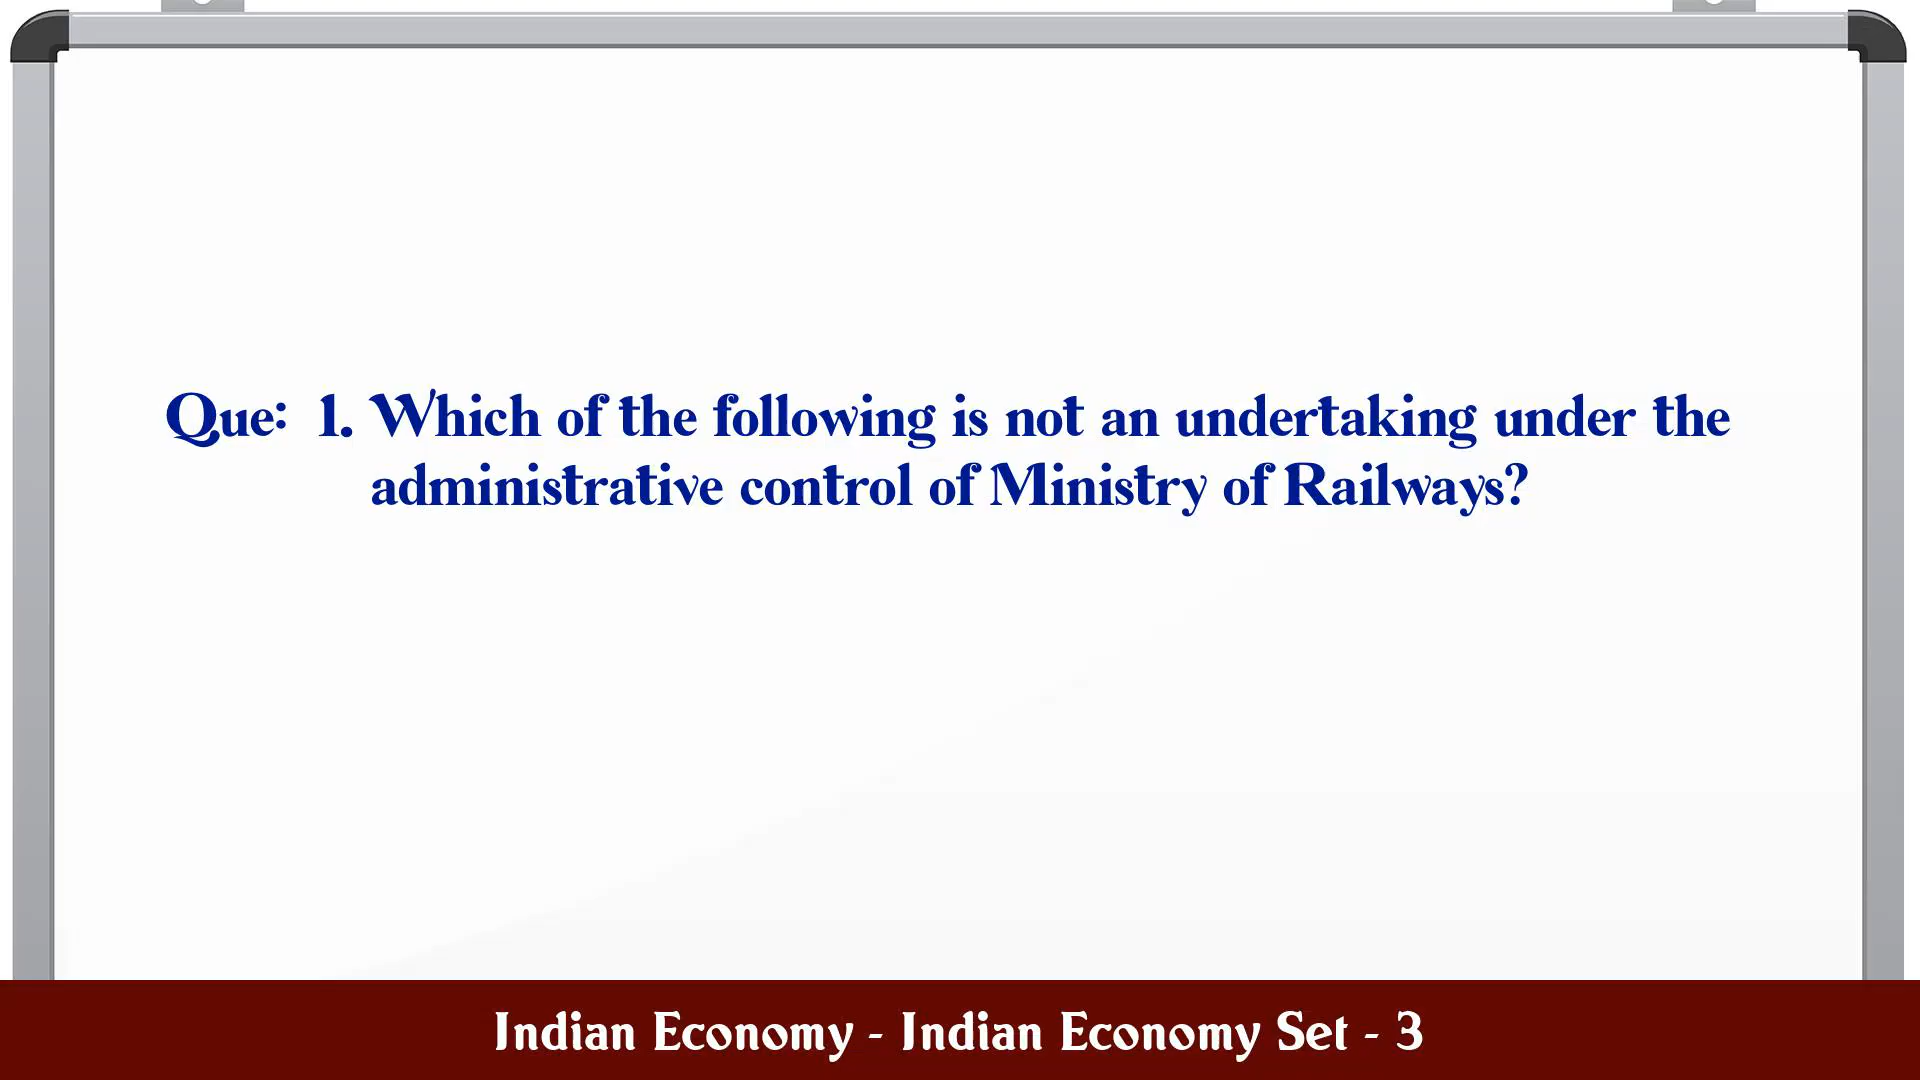 Que: 1. Which of the following is not an undertaking under the
administrative control of Ministry of Railways?
Indian Economy - Indian Economy Set - 3